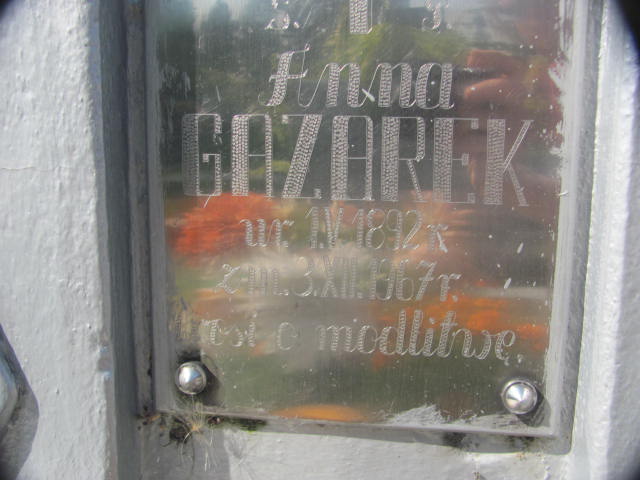 Ś. † P.
Anna
GAZAREK
ur. 1.V.1892 r.
zm. 3.XII.1967 r.
prosi o modlitwę.